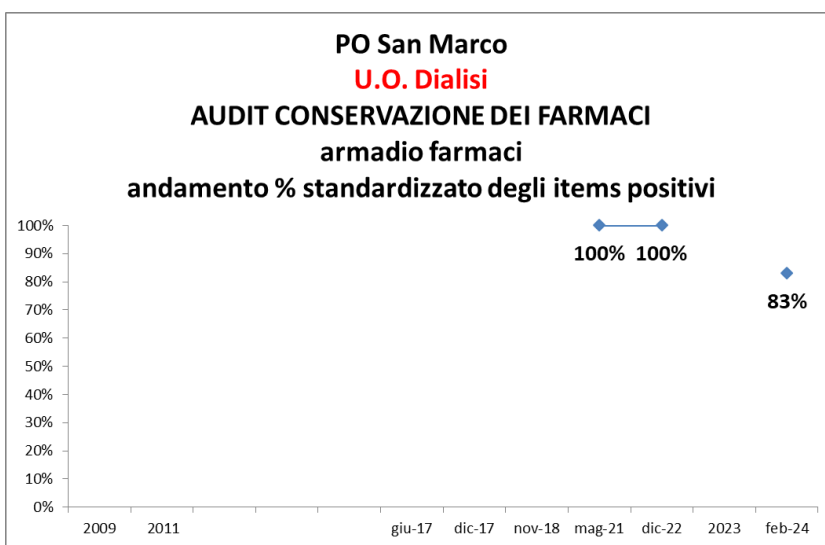 PO San Marco
U.O. Dialisi
AUDIT CONSERVAZIONE DEI FARMACI
armadio farmaci
andamento % standardizzato degli items positivi
100%
90%
80%
70%
60%
50%
40%
30%
20%
10%
0%
100% 100%
83%
2009 2011 giu-17 dic-17 nov-18 mag-21 dic-22 2023 feb-24